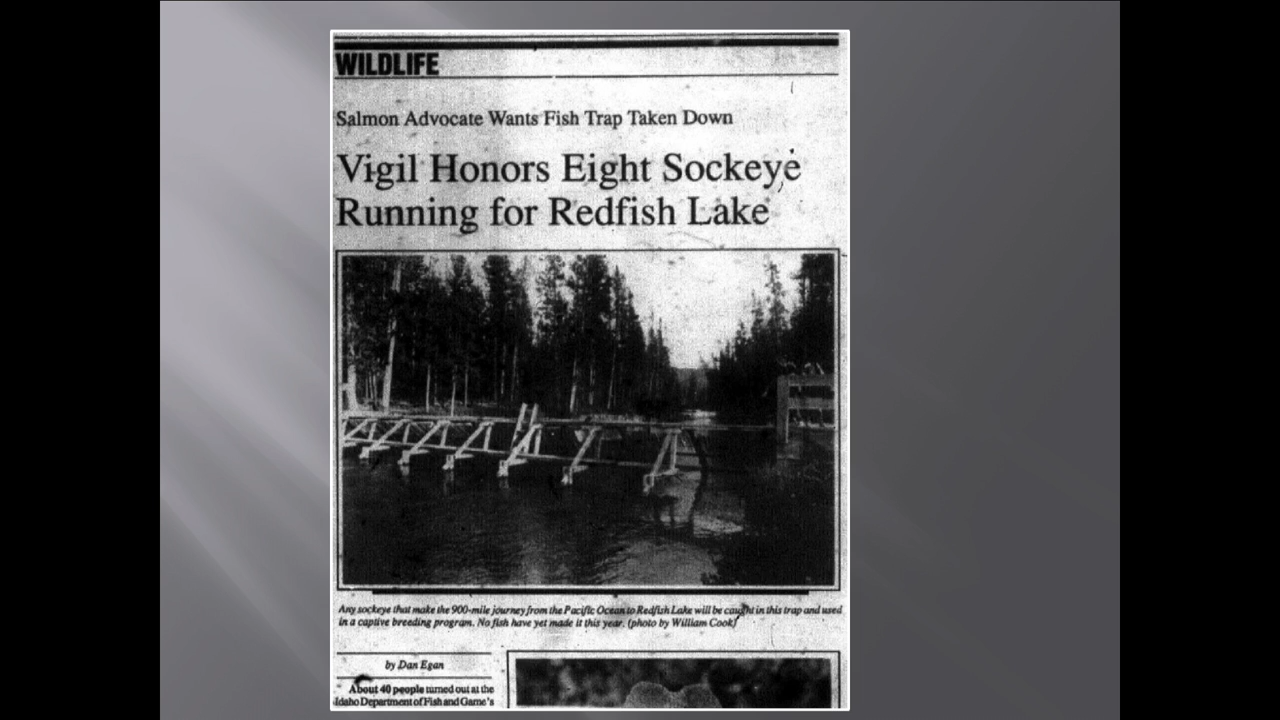 WILDLIFE
Salmon Advocate Wants Fish Trap Taken Down
Vigil Honors Eight Sockeye
Running for Redfish Lake
Any sockeye that make the 900-mile journey from the Pacific Ocean to Redfish Lake will be caught in this trap and used
in a captive breeding program. No fish have yet made it this year. (photo by William Cook)
by Dan Egan
About 40 people turned out at the
Idaho Department of Fish and Game's